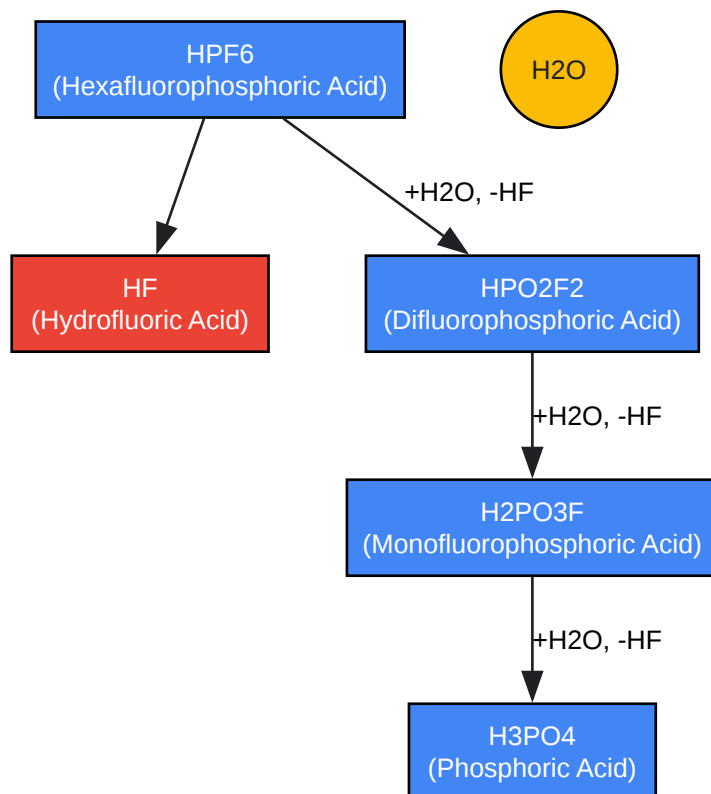 HPF6
(Hexafluorophosphoric Acid)
H2O
+H2O, -HF
HF
(Hydrofluoric Acid)
HPO2F2
(Difluorophosphoric Acid)
+H2O, -HF
H2PO3F
(Monofluorophosphoric Acid)
+H2O, -HF
H3PO4
(Phosphoric Acid)